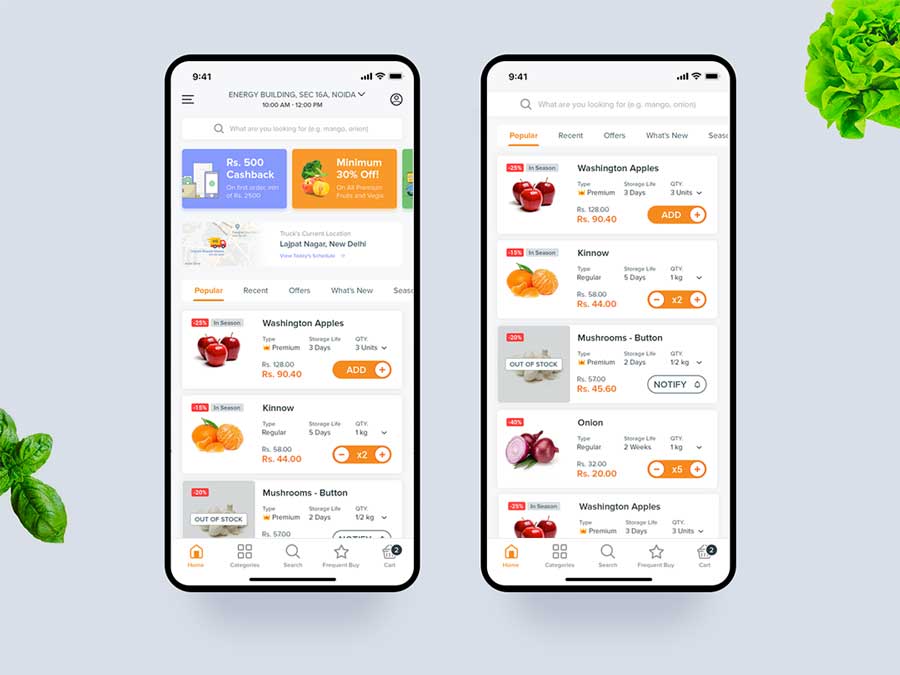 9:41
ENERGY BUILDING, SEC 16A, NOIDA
10:00 AM - 12:00 PM
What are you looking for (e.g. mango, onion)
Rs. 500
Cashback
On first order, min
of Rs. 2500
Minimum
30% Off!
On All Premium
Fruits and Vegis
Truck's Current Location
Lajpat Nagar, New Delhi
View Today's Schedule
Popular Recent Offers What's New Seaso
-25% In Season
Washington Apples
Type Storage Life QTY.
Premium 3 Days 3 Units
Rs. 128.00
Rs. 90.40
ADD +
-15% In Season
Kinnow
Type Storage Life QTY.
Regular 5 Days 1 kg
Rs. 58.00
Rs. 44.00
− x2 +
-20%
OUT OF STOCK
Mushrooms - Button
Type Storage Life QTY.
Premium 2 Days 1/2 kg
Rs. 57.00
NOTIFY
Home Categories Search Frequent Buy Cart
2
9:41
What are you looking for (e.g. mango, onion)
Popular Recent Offers What's New Seaso
-25% In Season
Washington Apples
Type Storage Life QTY.
Premium 3 Days 3 Units
Rs. 128.00
Rs. 90.40
ADD +
-15% In Season
Kinnow
Type Storage Life QTY.
Regular 5 Days 1 kg
Rs. 58.00
Rs. 44.00
− x2 +
-20%
OUT OF STOCK
Mushrooms - Button
Type Storage Life QTY.
Premium 2 Days 1/2 kg
Rs. 57.00
Rs. 45.60
NOTIFY
-40%
Onion
Type Storage Life QTY.
Regular 2 Weeks 1 kg
Rs. 32.00
Rs. 20.00
− x5 +
-25% In Season
Washington Apples
Type Storage Life QTY.
Premium 3 Days 3 Units
Home Categories Search Frequent Buy Cart
2